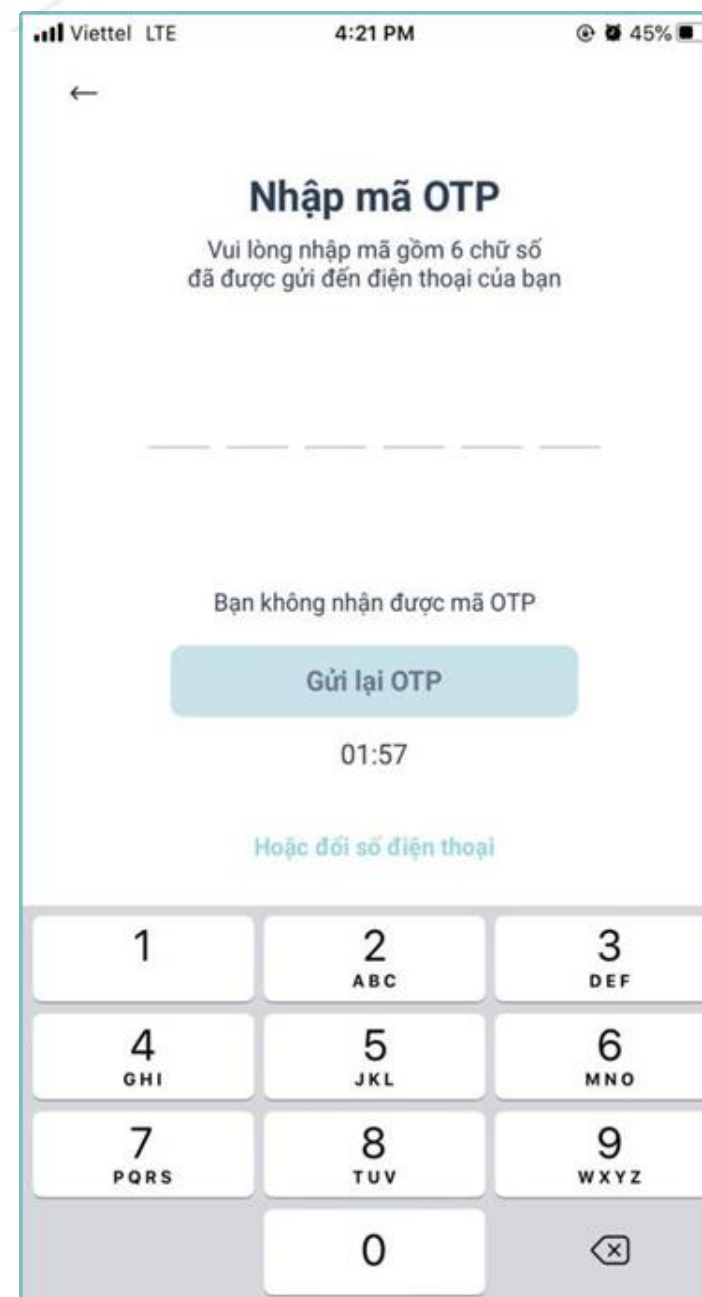 Viettel LTE 4:21 PM 45%
Nhập mã OTP
Vui lòng nhập mã gồm 6 chữ số
đã được gửi đến điện thoại của bạn
Bạn không nhận được mã OTP
Gửi lại OTP
01:57
Hoặc đổi số điện thoại
1 2 3
ABC DEF
4 5 6
GHI JKL MNO
7 8 9
PQRS TUV WXYZ
0